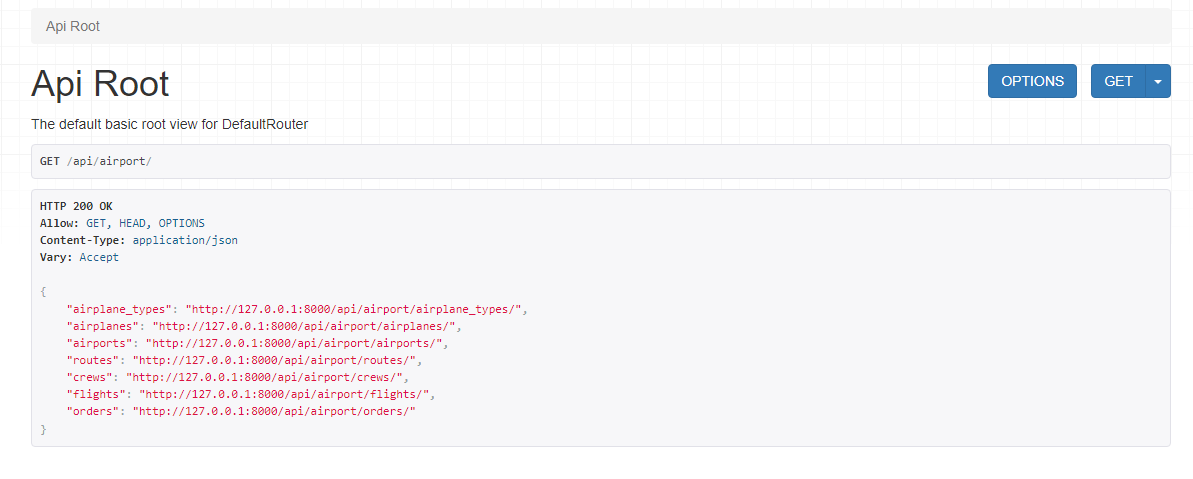 Api Root
Api Root
OPTIONS
GET
The default basic root view for DefaultRouter
GET /api/airport/
HTTP 200 OK
Allow: GET, HEAD, OPTIONS
Content-Type: application/json
Vary: Accept
{
    "airplane_types": "http://127.0.0.1:8000/api/airport/airplane_types/",
    "airplanes": "http://127.0.0.1:8000/api/airport/airplanes/",
    "airports": "http://127.0.0.1:8000/api/airport/airports/",
    "routes": "http://127.0.0.1:8000/api/airport/routes/",
    "crews": "http://127.0.0.1:8000/api/airport/crews/",
    "flights": "http://127.0.0.1:8000/api/airport/flights/",
    "orders": "http://127.0.0.1:8000/api/airport/orders/"
}